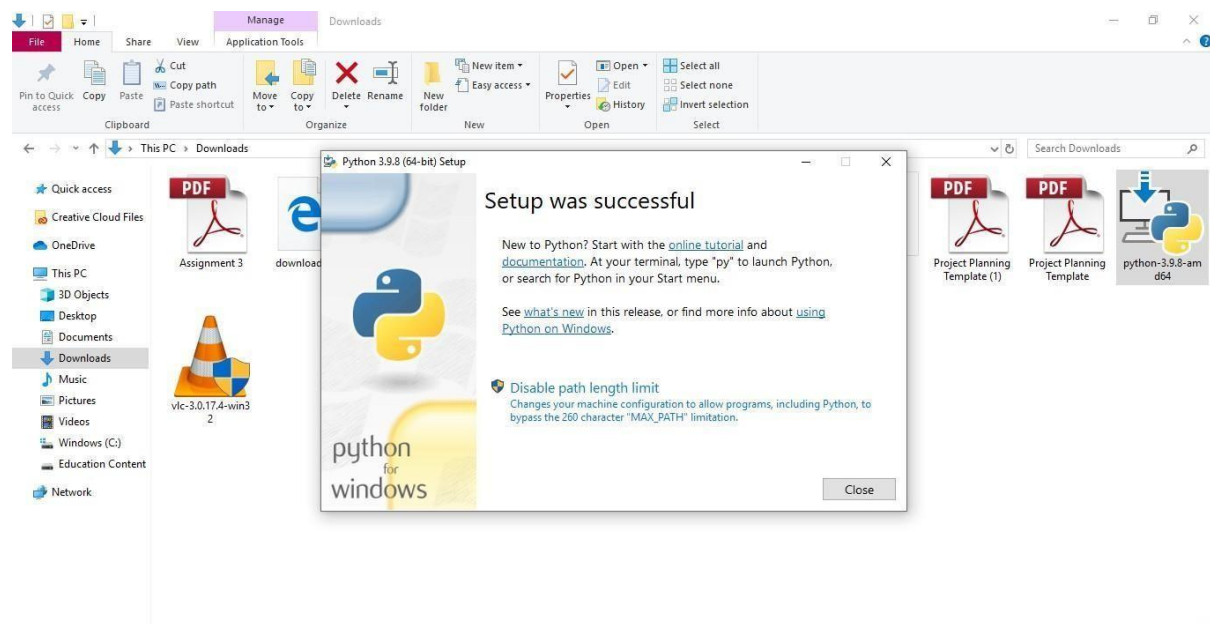 Manage
Downloads
File
Home
Share
View
Application Tools
Pin to Quick
access
Copy
Paste
Cut
Copy path
Paste shortcut
Clipboard
Move
to
Copy
to
Delete
Rename
Organize
New
folder
New item
Easy access
New
Properties
Open
Edit
History
Open
Select all
Select none
Invert selection
Select
This PC > Downloads
Search Downloads
Quick access
Creative Cloud Files
OneDrive
This PC
3D Objects
Desktop
Documents
Downloads
Music
Pictures
Videos
Windows (C:)
Education Content
Network
PDF
Assignment 3
download
vlc-3.0.17.4-win3
2
Python 3.9.8 (64-bit) Setup
Setup was successful
New to Python? Start with the online tutorial and
documentation. At your terminal, type "py" to launch Python,
or search for Python in your Start menu.
See what's new in this release, or find more info about using
Python on Windows.
Disable path length limit
Changes your machine configuration to allow programs, including Python, to
bypass the 260 character "MAX_PATH" limitation.
python
for
windows
Close
PDF
Project Planning
Template (1)
PDF
Project Planning
Template
python-3.9.8-am
d64